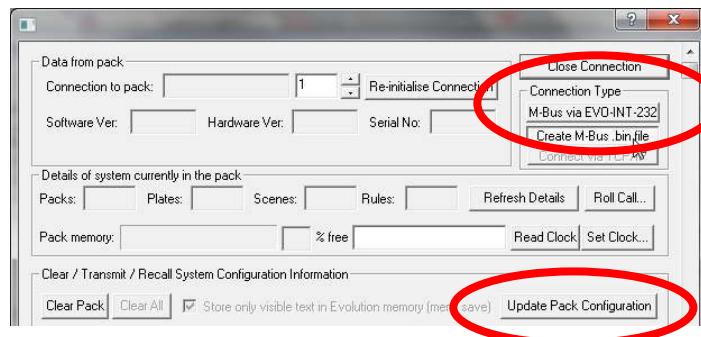 Data from pack
Close Connection
Connection to pack: 1 Re-initialise Connection
Connection Type
M-Bus via EVO-INT-232
Software Ver: Hardware Ver: Serial No:
Create M-Bus .bin file
Connect via TCP/IP
Details of system currently in the pack
Packs: Plates: Scenes: Rules: Refresh Details Roll Call...
Pack memory: % free Read Clock Set Clock...
Clear / Transmit / Recall System Configuration Information
Clear Pack Clear All Store only visible text in Evolution memory save) Update Pack Configuration